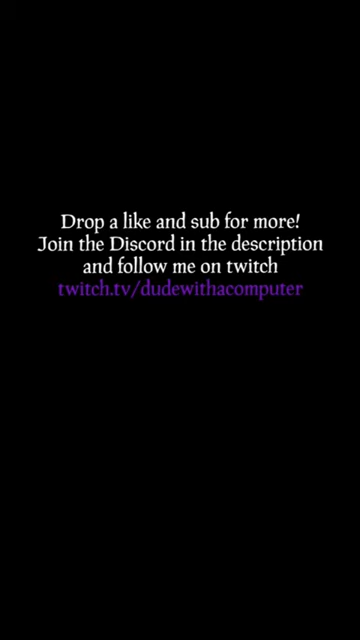 Drop a like and sub for more!
Join the Discord in the description
and follow me on twitch
twitch.tv/dudewithacomputer